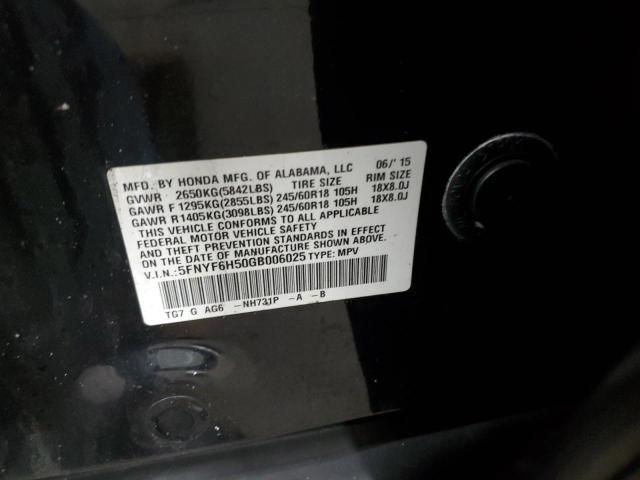 MFD. BY HONDA MFG. OF ALABAMA, LLC 06/'15
GVWR 2650KG(5842LBS) TIRE SIZE RIM SIZE
GAWR F 1295KG(2855LBS) 245/60R18 105H 18X8.0J
GAWR R 1405KG(3098LBS) 245/60R18 105H 18X8.0J
THIS VEHICLE CONFORMS TO ALL APPLICABLE
FEDERAL MOTOR VEHICLE SAFETY
AND THEFT PREVENTION STANDARDS IN EFFECT
ON THE DATE OF MANUFACTURE SHOWN ABOVE.
V.I.N.:5FNYF6H50GB006025 TYPE: MPV
TG7 G AG6 -NH731P -A -B